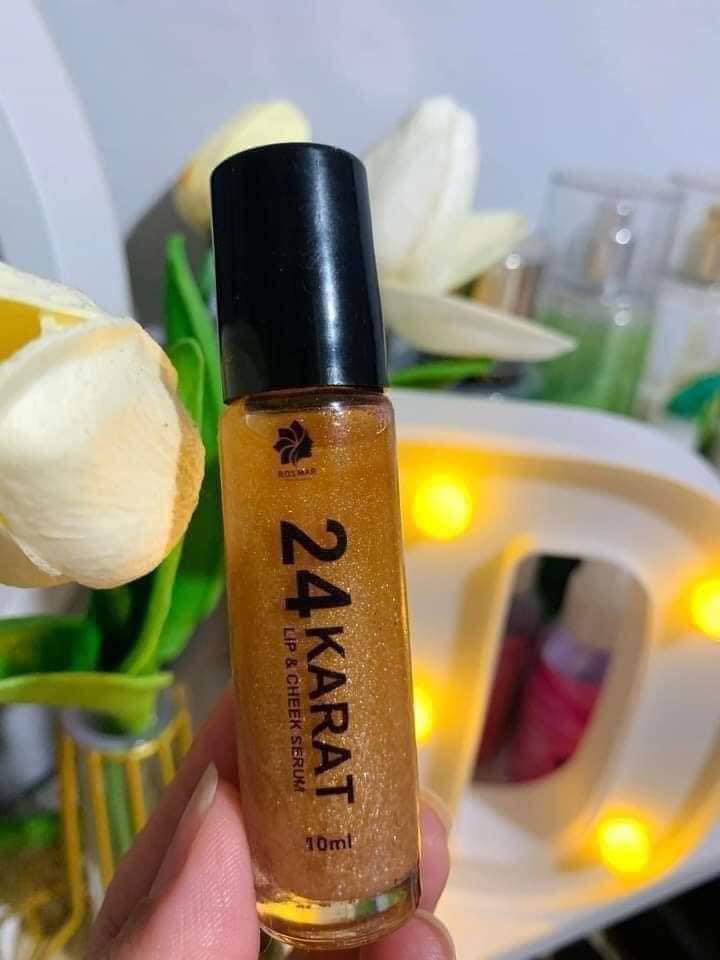 ROSMAR
24 KARAT
LIP & CHEEK SERUM
10ml